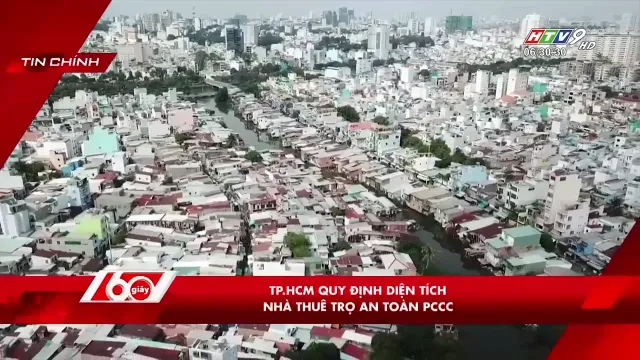 TIN CHÍNH
HTV9 HD
06:30:30
60 giây
TP.HCM QUY ĐỊNH DIỆN TÍCH
NHÀ THUÊ TRỌ AN TOÀN PCCC